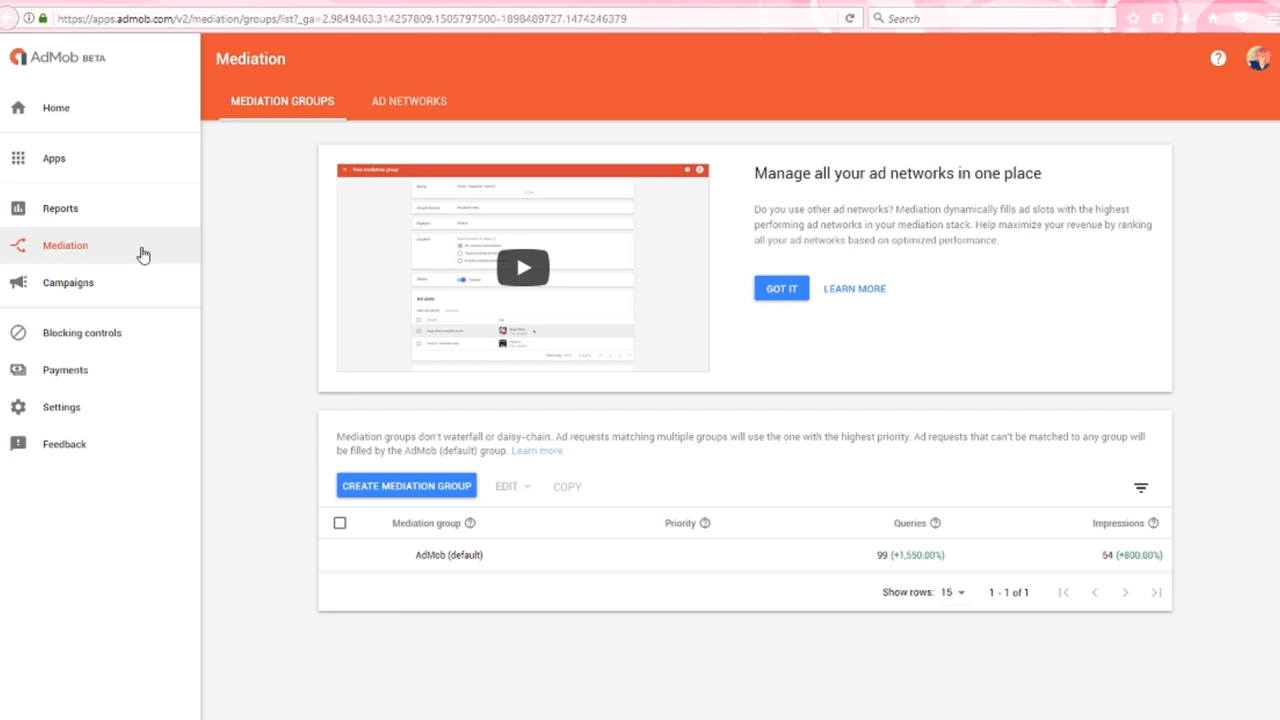 https://apps.admob.com/v2/mediation/groups/list?_ga=2.9849463.314257809.1505797500-1898489727.1474246379
Search
AdMob BETA
Mediation
MEDIATION GROUPS
AD NETWORKS
Home
Apps
Reports
Mediation
Campaigns
Blocking controls
Payments
Settings
Feedback
New mediation group
Manage all your ad networks in one place
Do you use other ad networks? Mediation dynamically fills ad slots with the highest
performing ad networks in your mediation stack. Help maximize your revenue by ranking
all your ad networks based on optimized performance.
GOT IT
LEARN MORE
Mediation groups don't waterfall or daisy-chain. Ad requests matching multiple groups will use the one with the highest priority. Ad requests that can't be matched to any group will
be filled by the AdMob (default) group. Learn more
CREATE MEDIATION GROUP
EDIT
COPY
Mediation group
Priority
Queries
Impressions
AdMob (default)
99 (+1,550.00%)
54 (+800.00%)
Show rows: 15
1 - 1 of 1